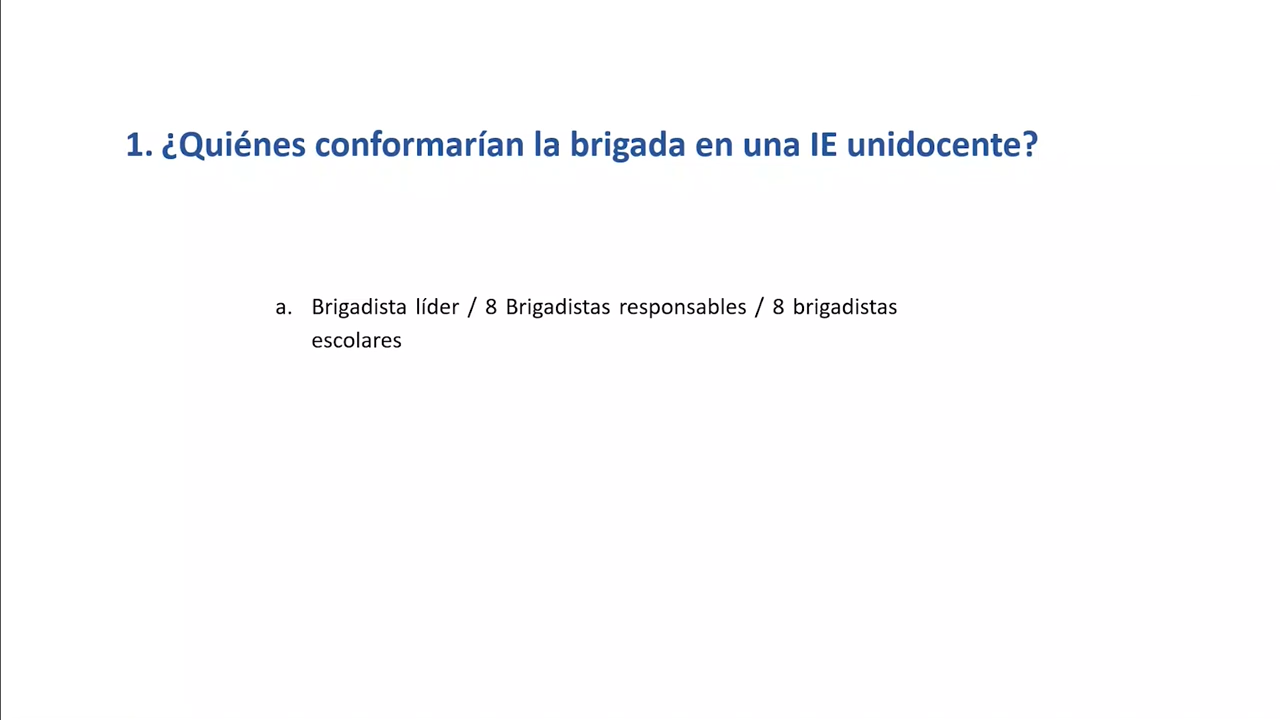 1. ¿Quiénes conformarían la brigada en una IE unidocente?
a. Brigadista líder / 8 Brigadistas responsables / 8 brigadistas
escolares